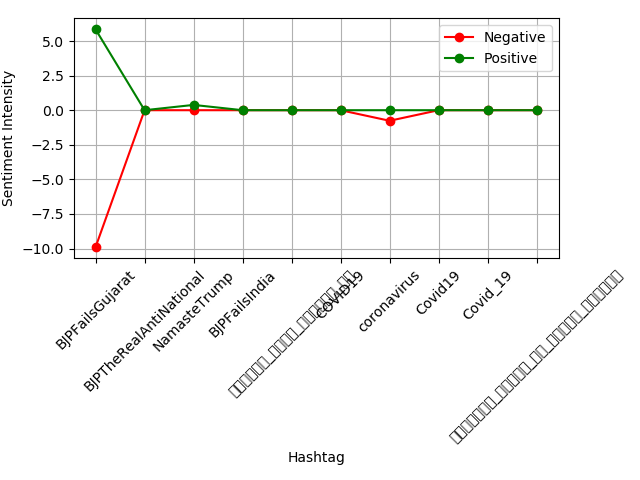 Negative
Positive
5.0
2.5
0.0
−2.5
−5.0
−7.5
−10.0
Sentiment Intensity
BJPFailsGujarat
BJPTheRealAntiNational
NamasteTrump
BJPFailsIndia
COVID19
coronavirus
Covid19
Covid_19
Hashtag